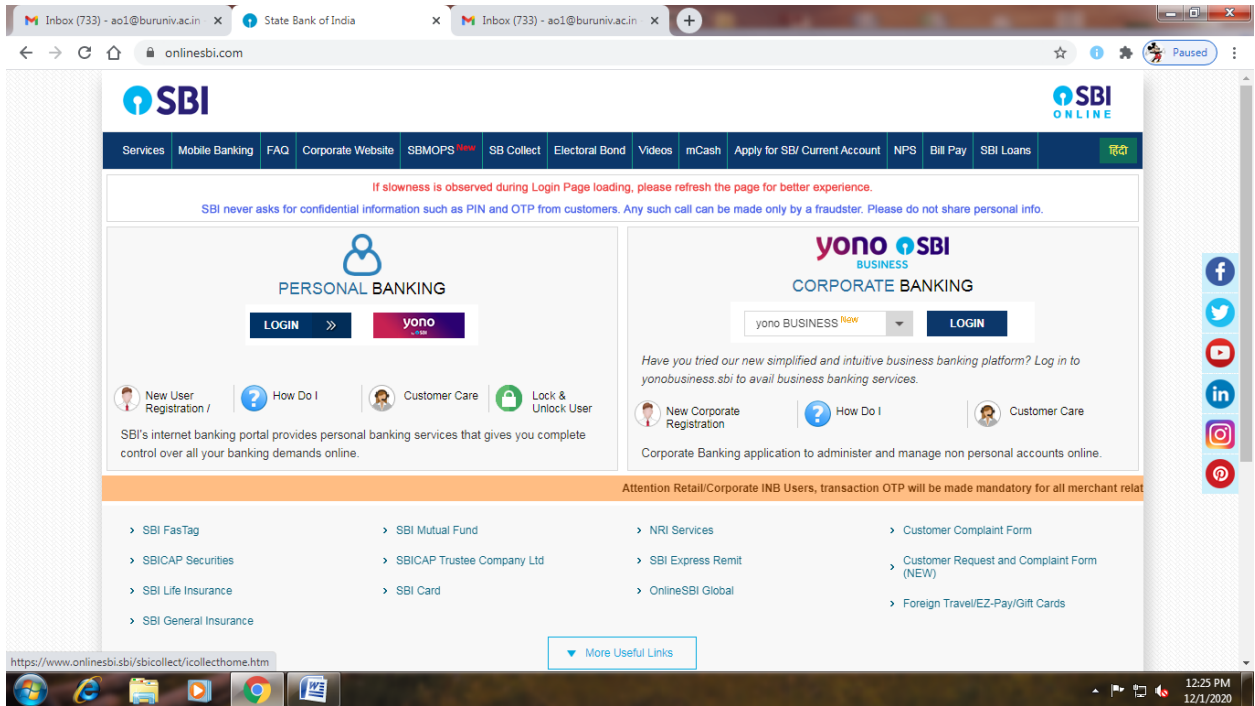 Inbox (733) - ao1@buruniv.ac.in
State Bank of India
Inbox (733) - ao1@buruniv.ac.in
onlinesbi.com
Paused
SBI
SBI
ONLINE
Services Mobile Banking FAQ Corporate Website SBMOPS New SB Collect Electoral Bond Videos mCash Apply for SB/ Current Account NPS Bill Pay SBI Loans हिंदी
If slowness is observed during Login Page loading, please refresh the page for better experience.
SBI never asks for confidential information such as PIN and OTP from customers. Any such call can be made only by a fraudster. Please do not share personal info.
PERSONAL BANKING
LOGIN »
yono
SBI
New User
Registration /
How Do I
Customer Care
Lock &
Unlock User
SBI's internet banking portal provides personal banking services that gives you complete
control over all your banking demands online.
yono SBI
BUSINESS
CORPORATE BANKING
yono BUSINESS New
LOGIN
Have you tried our new simplified and intuitive business banking platform? Log in to
yonobusiness.sbi to avail business banking services.
New Corporate
Registration
How Do I
Customer Care
Corporate Banking application to administer and manage non personal accounts online.
Attention Retail/Corporate INB Users, transaction OTP will be made mandatory for all merchant relat
SBI FasTag
SBICAP Securities
SBI Life Insurance
SBI General Insurance
SBI Mutual Fund
SBICAP Trustee Company Ltd
SBI Card
NRI Services
SBI Express Remit
OnlineSBI Global
Customer Complaint Form
Customer Request and Complaint Form
(NEW)
Foreign Travel/EZ-Pay/Gift Cards
More Useful Links
https://www.onlinesbi.sbi/sbicollect/icollecthome.htm
12:25 PM
12/1/2020